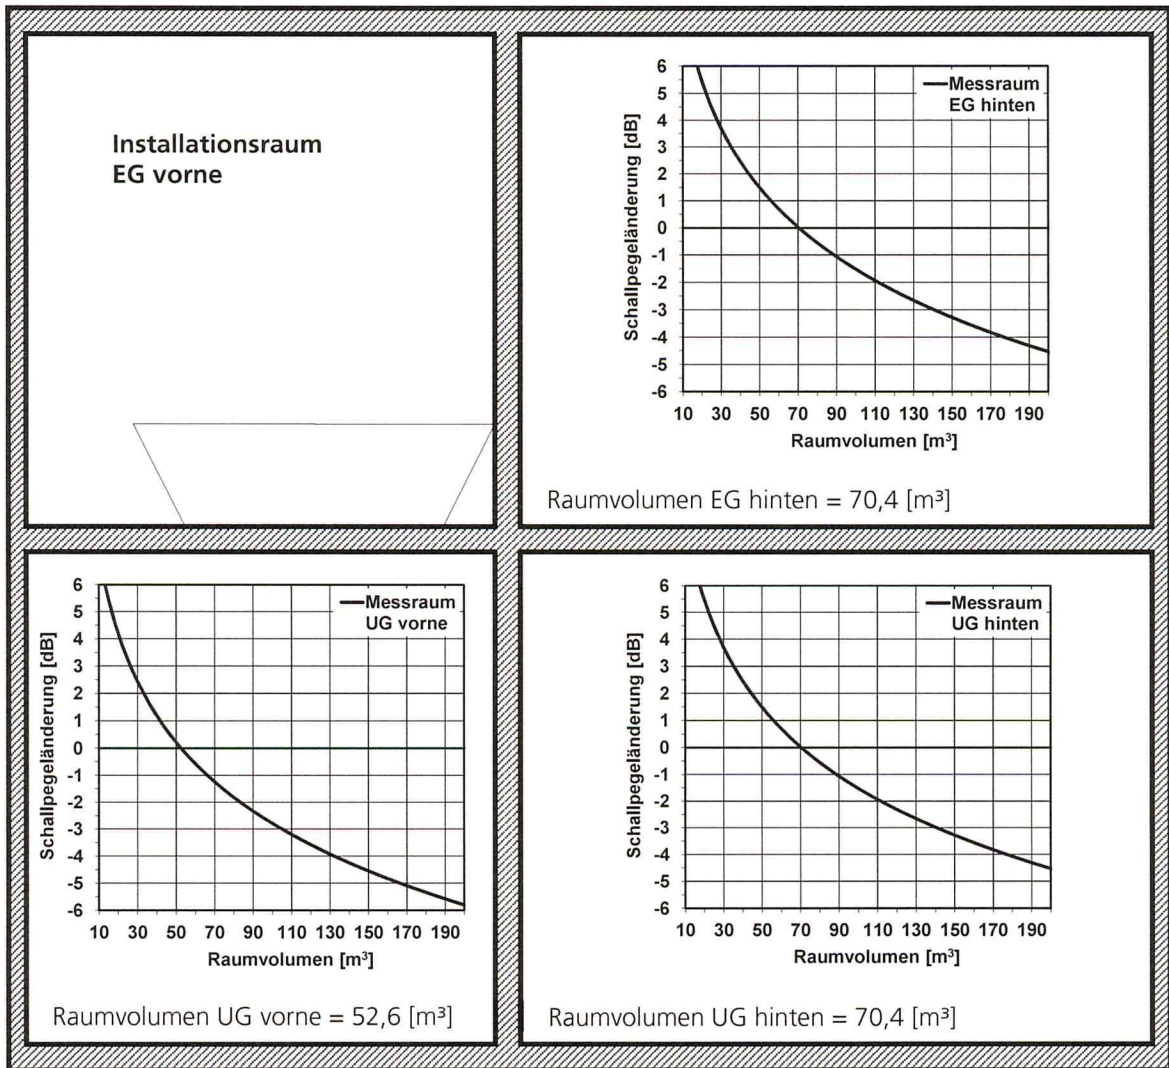 Installationsraum
EG vorne
6
5
4
3
2
1
0
-1
-2
-3
-4
-5
-6
Schallpegeländerung [dB]
Messraum
EG hinten
10 30 50 70 90 110 130 150 170 190
Raumvolumen [m³]
Raumvolumen EG hinten = 70,4 [m³]
6
5
4
3
2
1
0
-1
-2
-3
-4
-5
-6
Schallpegeländerung [dB]
Messraum
UG vorne
10 30 50 70 90 110 130 150 170 190
Raumvolumen [m³]
Raumvolumen UG vorne = 52,6 [m³]
6
5
4
3
2
1
0
-1
-2
-3
-4
-5
-6
Schallpegeländerung [dB]
Messraum
UG hinten
10 30 50 70 90 110 130 150 170 190
Raumvolumen [m³]
Raumvolumen UG hinten = 70,4 [m³]